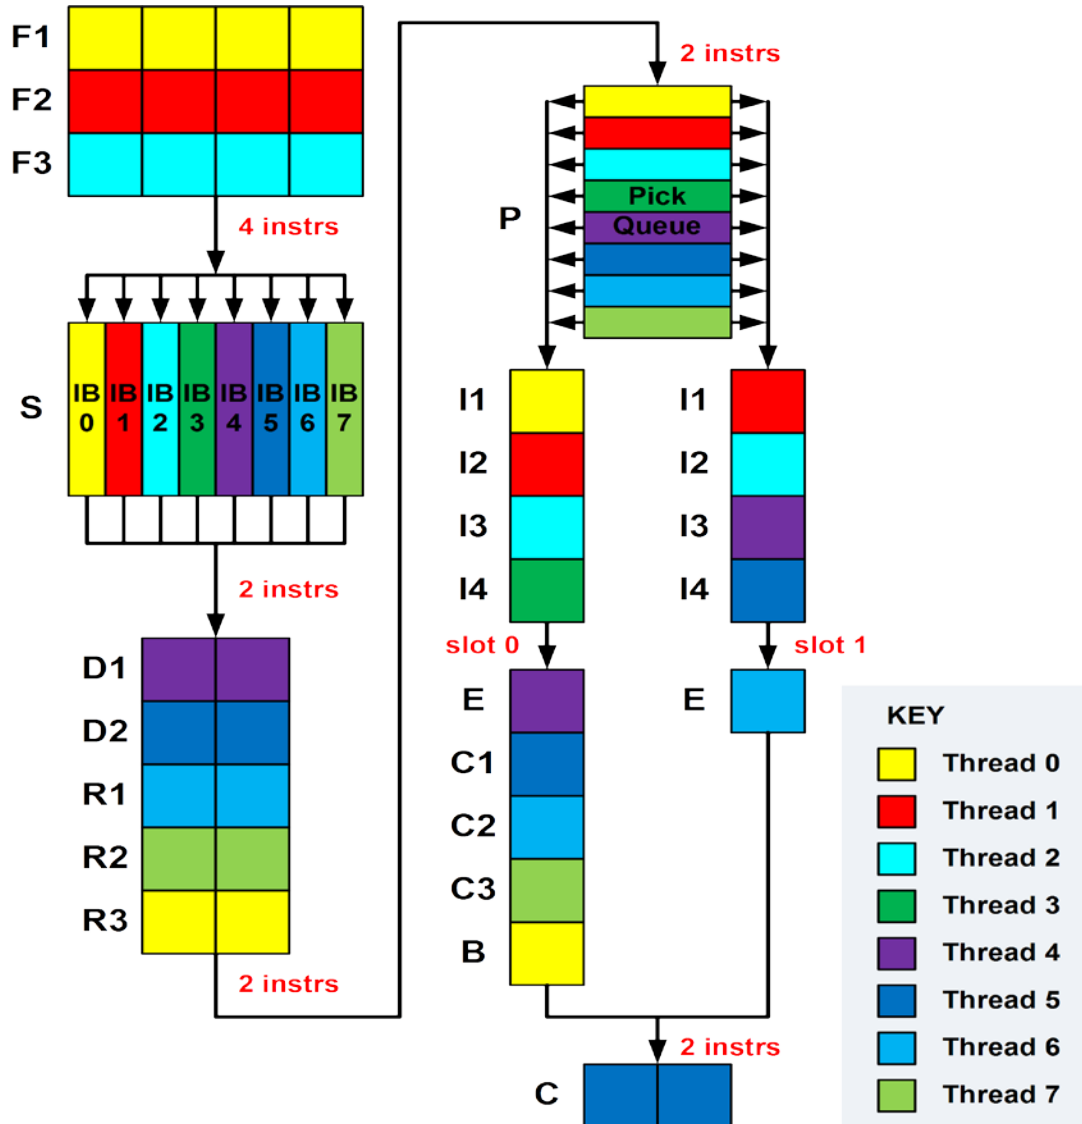 F1
F2
F3
4 instrs
S
IB 0
IB 1
IB 2
IB 3
IB 4
IB 5
IB 6
IB 7
2 instrs
D1
D2
R1
R2
R3
2 instrs
2 instrs
P
Pick
Queue
I1
I2
I3
I4
slot 0
E
C1
C2
C3
B
I1
I2
I3
I4
slot 1
E
2 instrs
C
KEY
Thread 0
Thread 1
Thread 2
Thread 3
Thread 4
Thread 5
Thread 6
Thread 7